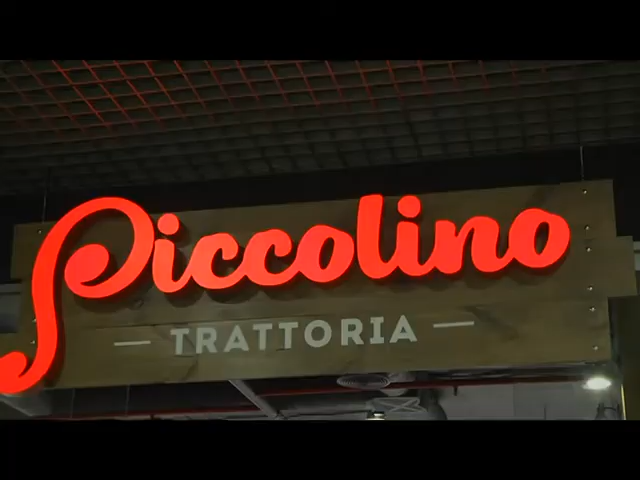 Piccolino
— TRATTORIA —